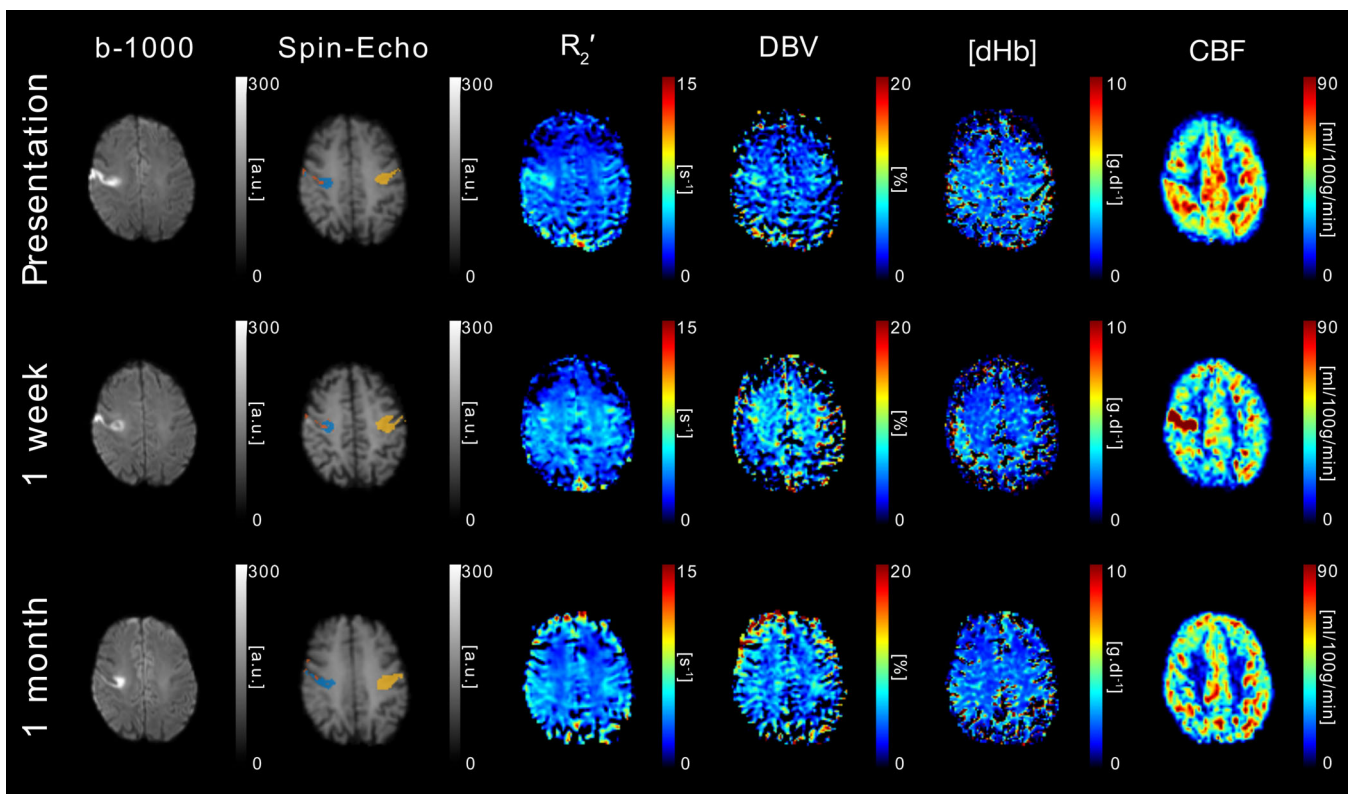 b-1000 Spin-Echo R₂′ DBV [dHb] CBF
Presentation
300 300 15 20 10 90
[a.u.] [a.u.] [s⁻¹] [%] [g.dl⁻¹] [ml/100g/min]
0 0 0 0 0 0
1 week
300 300 15 20 10 90
[a.u.] [a.u.] [s⁻¹] [%] [g.dl⁻¹] [ml/100g/min]
0 0 0 0 0 0
1 month
300 300 15 20 10 90
[a.u.] [a.u.] [s⁻¹] [%] [g.dl⁻¹] [ml/100g/min]
0 0 0 0 0 0